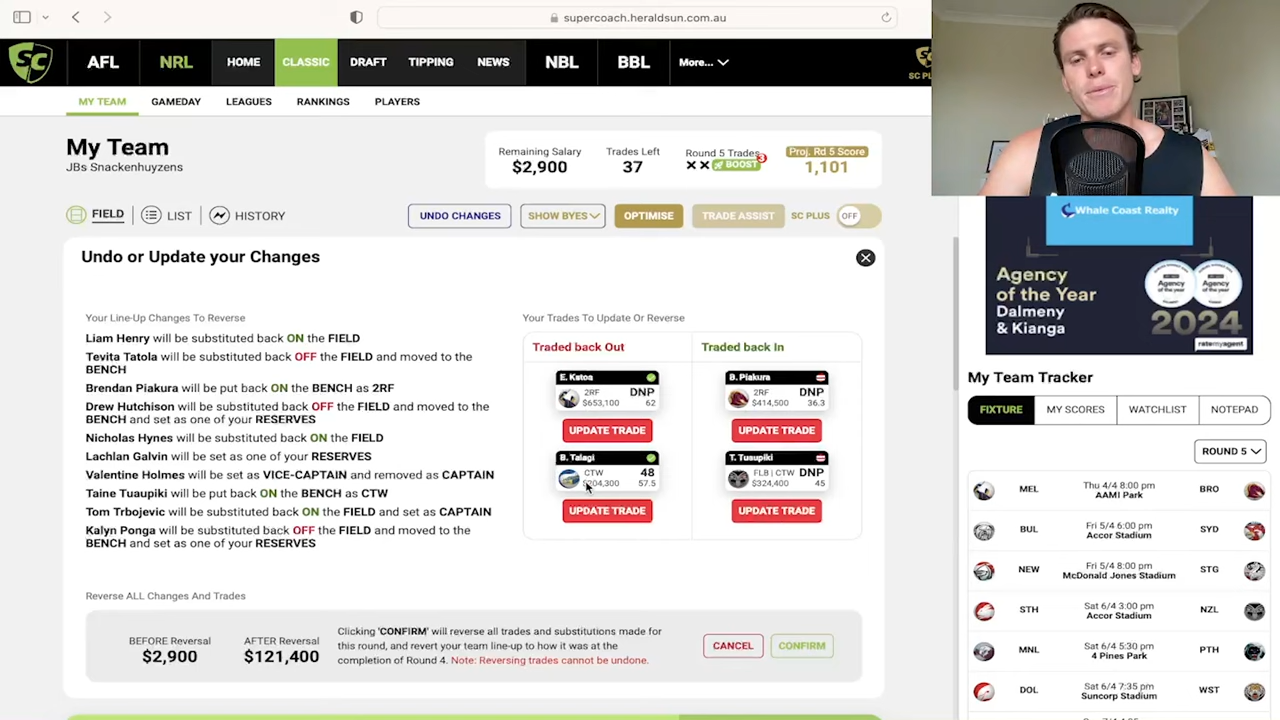 supercoach.heraldsun.com.au
SC
AFL
NRL
HOME
CLASSIC
DRAFT
TIPPING
NEWS
NBL
BBL
More...
MY TEAM
GAMEDAY
LEAGUES
RANKINGS
PLAYERS
My Team
JBs Snackenhuyzens
Remaining Salary
$2,900
Trades Left
37
Round 5 Trades
BOOST
3
Proj. Rd 5 Score
1,101
FIELD
LIST
HISTORY
UNDO CHANGES
SHOW BYES
OPTIMISE
TRADE ASSIST
SC PLUS
OFF
Undo or Update your Changes
Your Line-Up Changes To Reverse
Liam Henry will be substituted back ON the FIELD
Tevita Tatola will be substituted back OFF the FIELD and moved to the
BENCH
Brendan Piakura will be put back ON the BENCH as 2RF
Drew Hutchison will be substituted back OFF the FIELD and moved to the
BENCH and set as one of your RESERVES
Nicholas Hynes will be substituted back ON the FIELD
Lachlan Galvin will be set as one of your RESERVES
Valentine Holmes will be set as VICE-CAPTAIN and removed as CAPTAIN
Taine Tuaupiki will be put back ON the BENCH as CTW
Tom Trbojevic will be substituted back ON the FIELD and set as CAPTAIN
Kalyn Ponga will be substituted back OFF the FIELD and moved to the
BENCH and set as one of your RESERVES
Your Trades To Update Or Reverse
Traded back Out
Traded back In
E. Katoa
2RF
$653,100
DNP
62
UPDATE TRADE
B. Piakura
2RF
$414,500
DNP
36.3
UPDATE TRADE
B. Talagi
CTW
$204,300
48
57.5
UPDATE TRADE
T. Tuaupiki
FLB | CTW
$324,400
DNP
45
UPDATE TRADE
Reverse ALL Changes And Trades
BEFORE Reversal
$2,900
AFTER Reversal
$121,400
Clicking 'CONFIRM' will reverse all trades and substitutions made for
this round, and revert your team line-up to how it was at the
completion of Round 4. Note: Reversing trades cannot be undone.
CANCEL
CONFIRM
Whale Coast Realty
Agency
of the Year
Dalmeny
& Kianga
Agency
of the year
Agency
of the year
2024
ratemyagent
My Team Tracker
FIXTURE
MY SCORES
WATCHLIST
NOTEPAD
ROUND 5
MEL
Thu 4/4 8:00 pm
AAMI Park
BRO
BUL
Fri 5/4 6:00 pm
Accor Stadium
SYD
NEW
Fri 5/4 8:00 pm
McDonald Jones Stadium
STG
STH
Sat 6/4 3:00 pm
Accor Stadium
NZL
MNL
Sat 6/4 5:30 pm
4 Pines Park
PTH
DOL
Sat 6/4 7:35 pm
Suncorp Stadium
WST